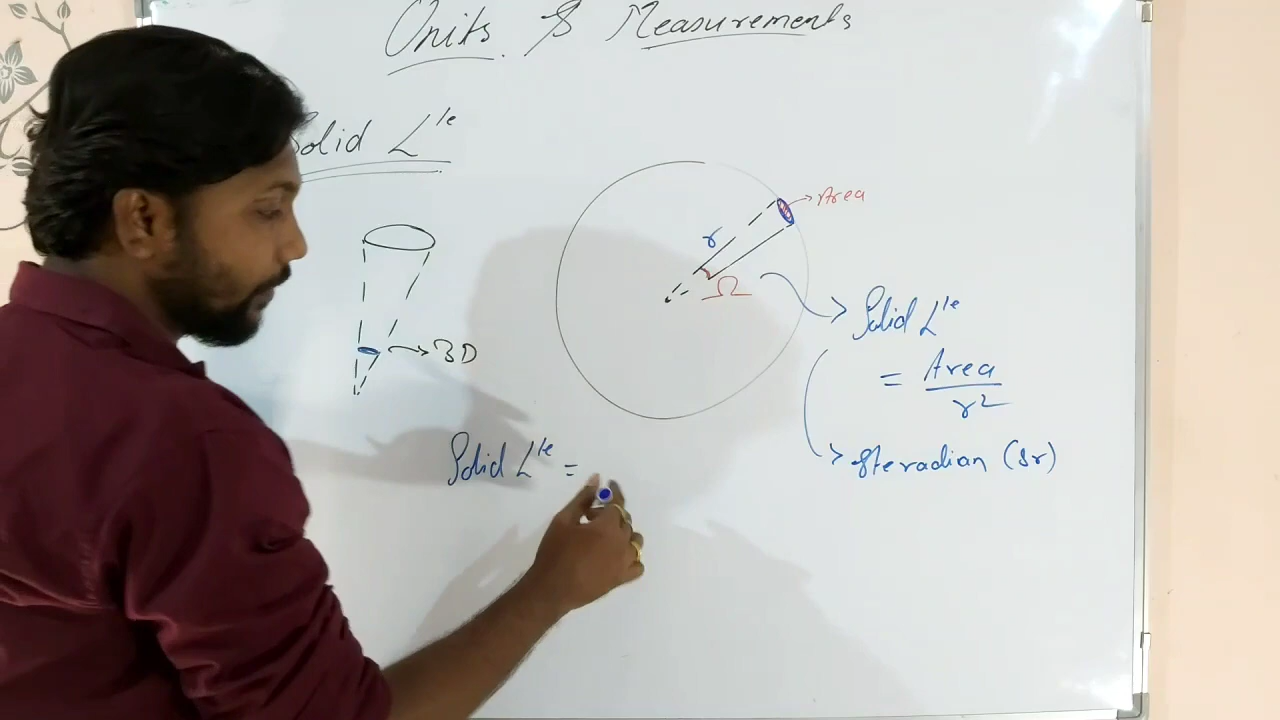 Units & Measurements
Solid L'le
r
Area
Ω
3D
Solid L'le
= Area
r²
steradian (Sr)
Solid L'le =